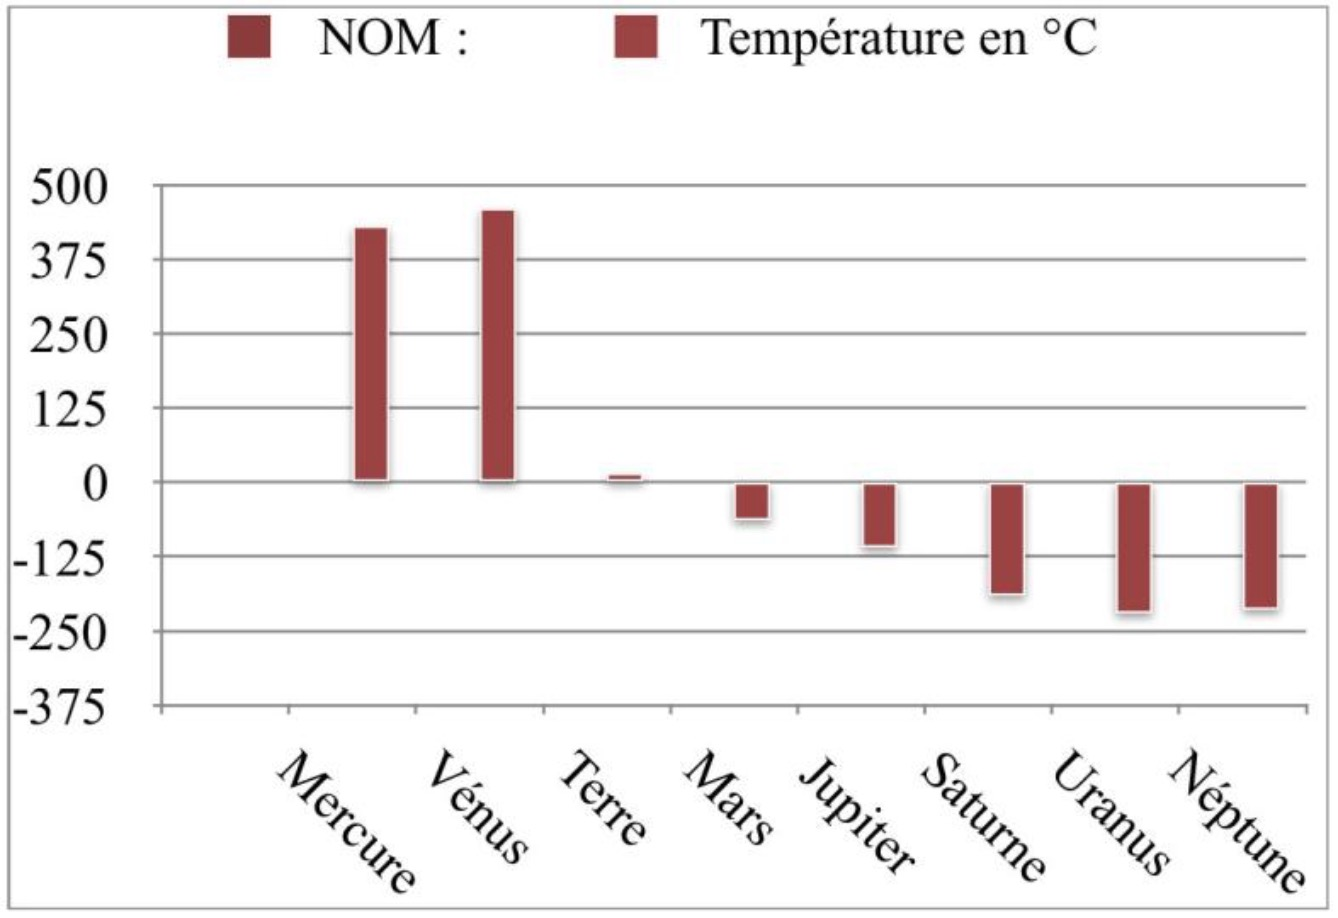 NOM : Température en °C
500
375
250
125
0
-125
-250
-375
Mercure
Vénus
Terre
Mars
Jupiter
Saturne
Uranus
Néptune